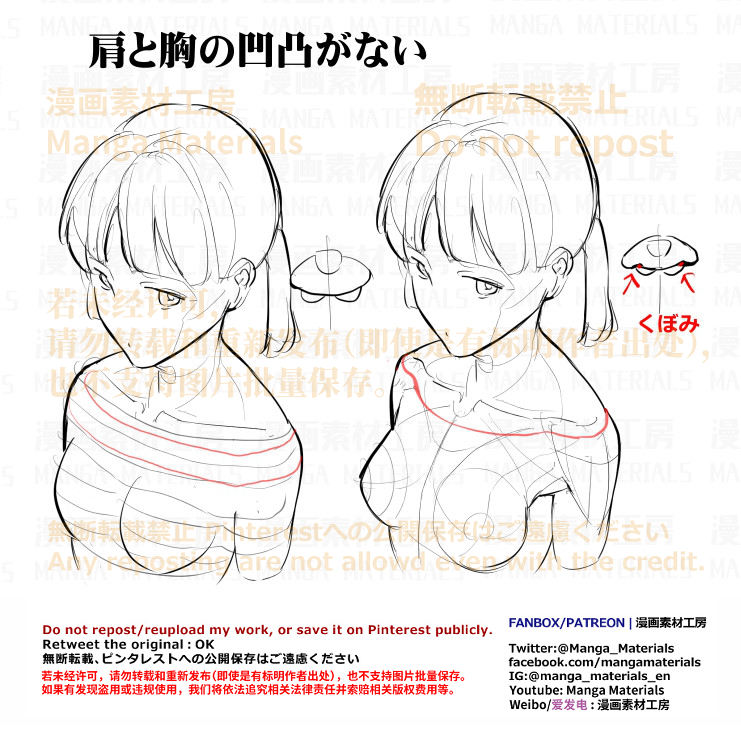 肩と胸の凹凸がない
漫画素材工房
Manga Materials
無断転載禁止
Do not repost
くぼみ
若未经许可，
请勿转载和重新发布（即使是有标明作者出处），
也不支持图片批量保存。
無断転載禁止 Pinterestへの公開保存はご遠慮ください
Any reposting are not allowd even with the credit.
Do not repost/reupload my work, or save it on Pinterest publicly.
Retweet the original : OK
無断転載、ピンタレストへの公開保存はご遠慮ください
若未经许可，请勿转载和重新发布（即使是有标明作者出处），也不支持图片批量保存。
如果有发现盗用或违规使用，我们将依法追究相关法律责任并索赔相关版权费用等。
FANBOX/PATREON | 漫画素材工房
Twitter:@Manga_Materials
facebook.com/mangamaterials
IG:@manga_materials_en
Youtube: Manga Materials
Weibo/爱发电 : 漫画素材工房